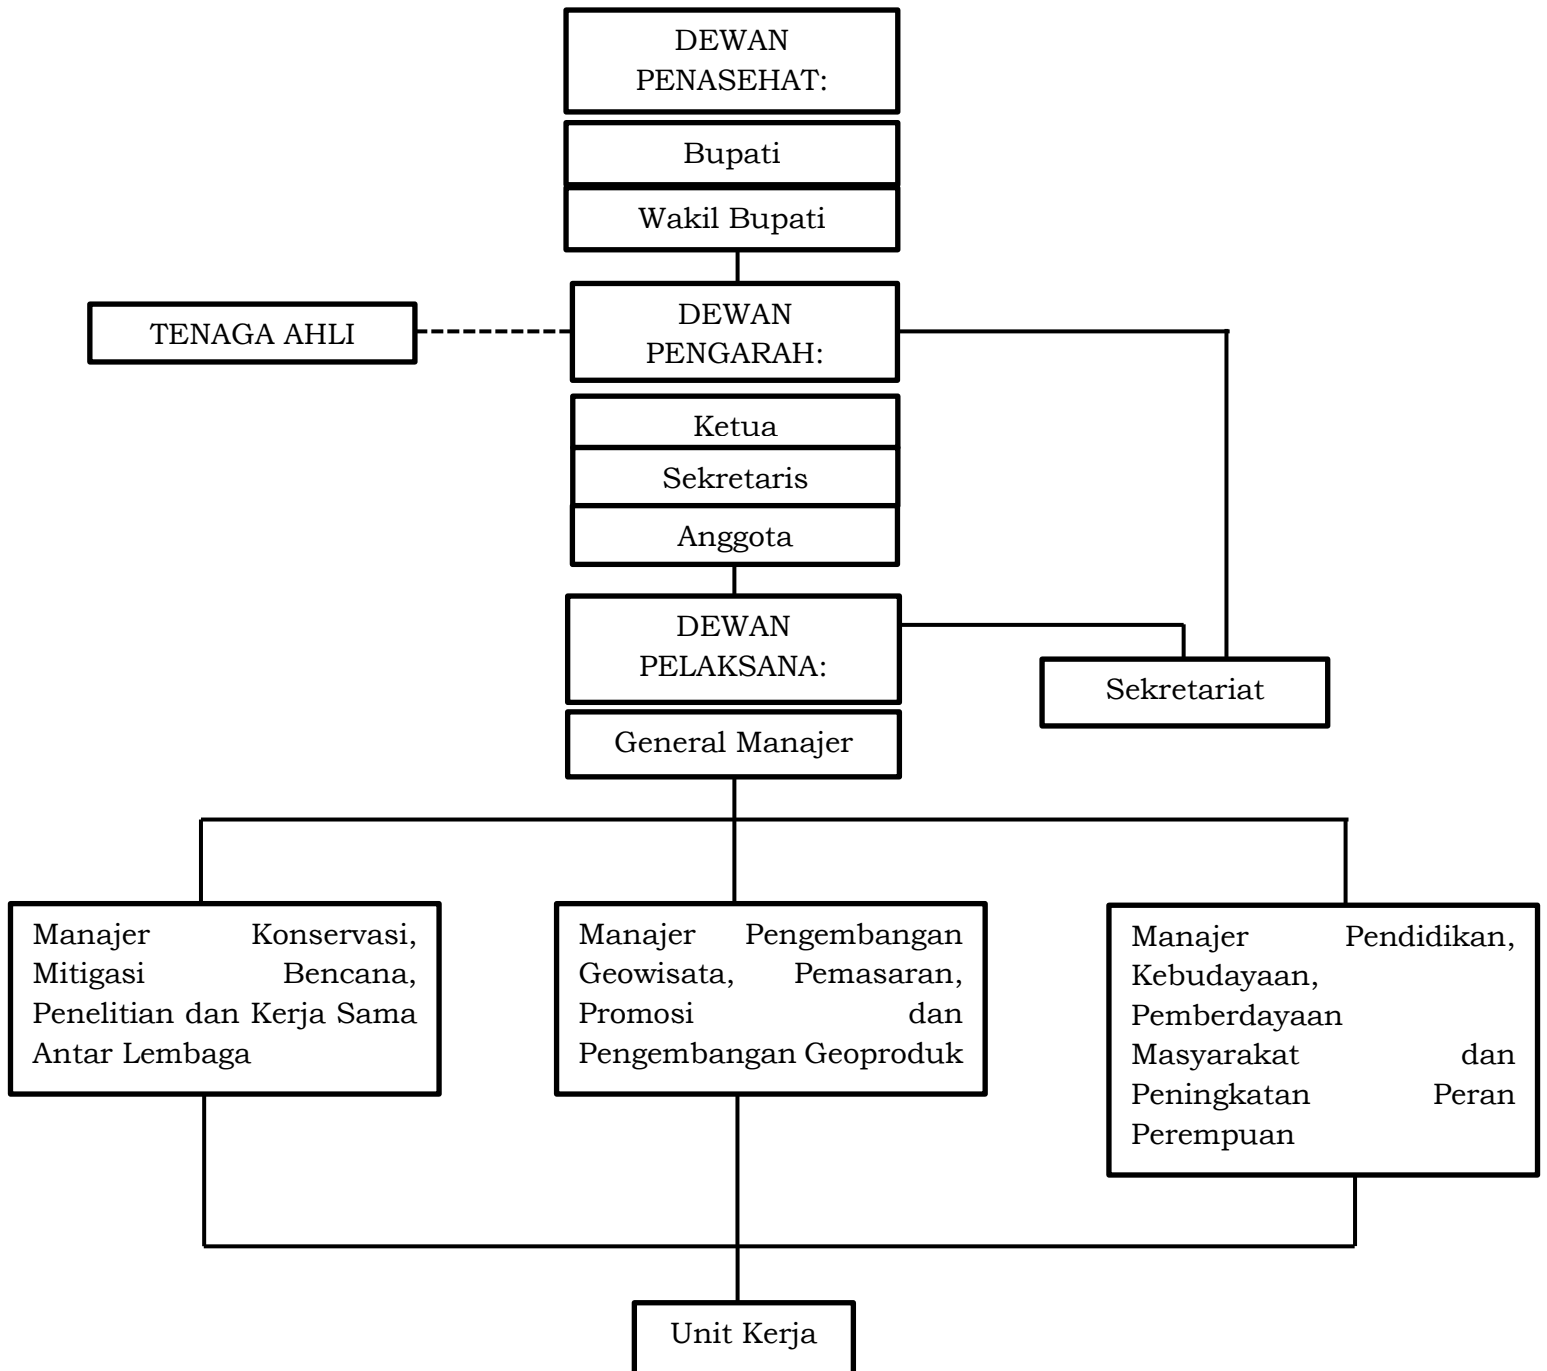 DEWAN
PENASEHAT:
Bupati
Wakil Bupati
TENAGA AHLI
DEWAN
PENGARAH:
Ketua
Sekretaris
Anggota
DEWAN
PELAKSANA:
Sekretariat
General Manajer
Manajer Konservasi,
Mitigasi Bencana,
Penelitian dan Kerja Sama
Antar Lembaga
Manajer Pengembangan
Geowisata, Pemasaran,
Promosi dan
Pengembangan Geoproduk
Manajer Pendidikan,
Kebudayaan,
Pemberdayaan
Masyarakat dan
Peningkatan Peran
Perempuan
Unit Kerja